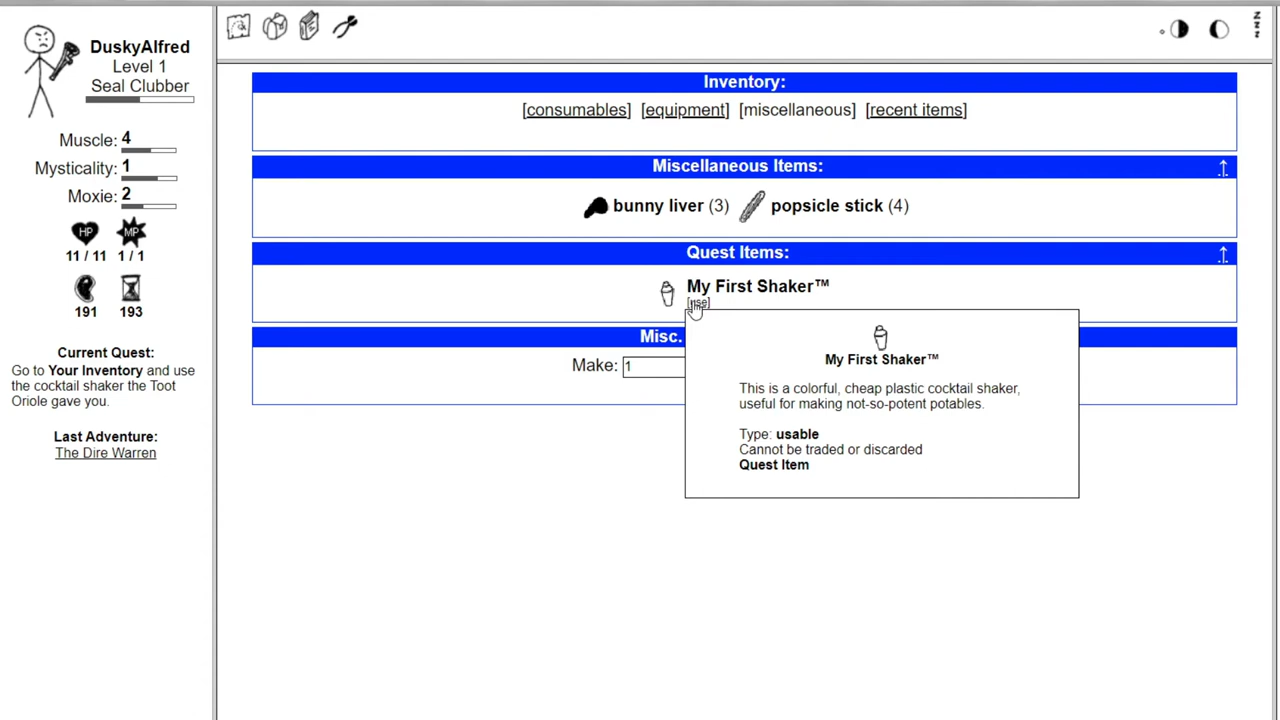 DuskyAlfred
Level 1
Seal Clubber
Muscle: 4
Mysticality: 1
Moxie: 2
HP MP
11 / 11 1 / 1
191 193
Current Quest:
Go to Your Inventory and use
the cocktail shaker the Toot
Oriole gave you.
Last Adventure:
The Dire Warren
z z z
Inventory:
[consumables] [equipment] [miscellaneous] [recent items]
Miscellaneous Items:
bunny liver (3) popsicle stick (4)
Quest Items:
My First Shaker™
[use]
Misc.
Make: 1
My First Shaker™
This is a colorful, cheap plastic cocktail shaker,
useful for making not-so-potent potables.
Type: usable
Cannot be traded or discarded
Quest Item